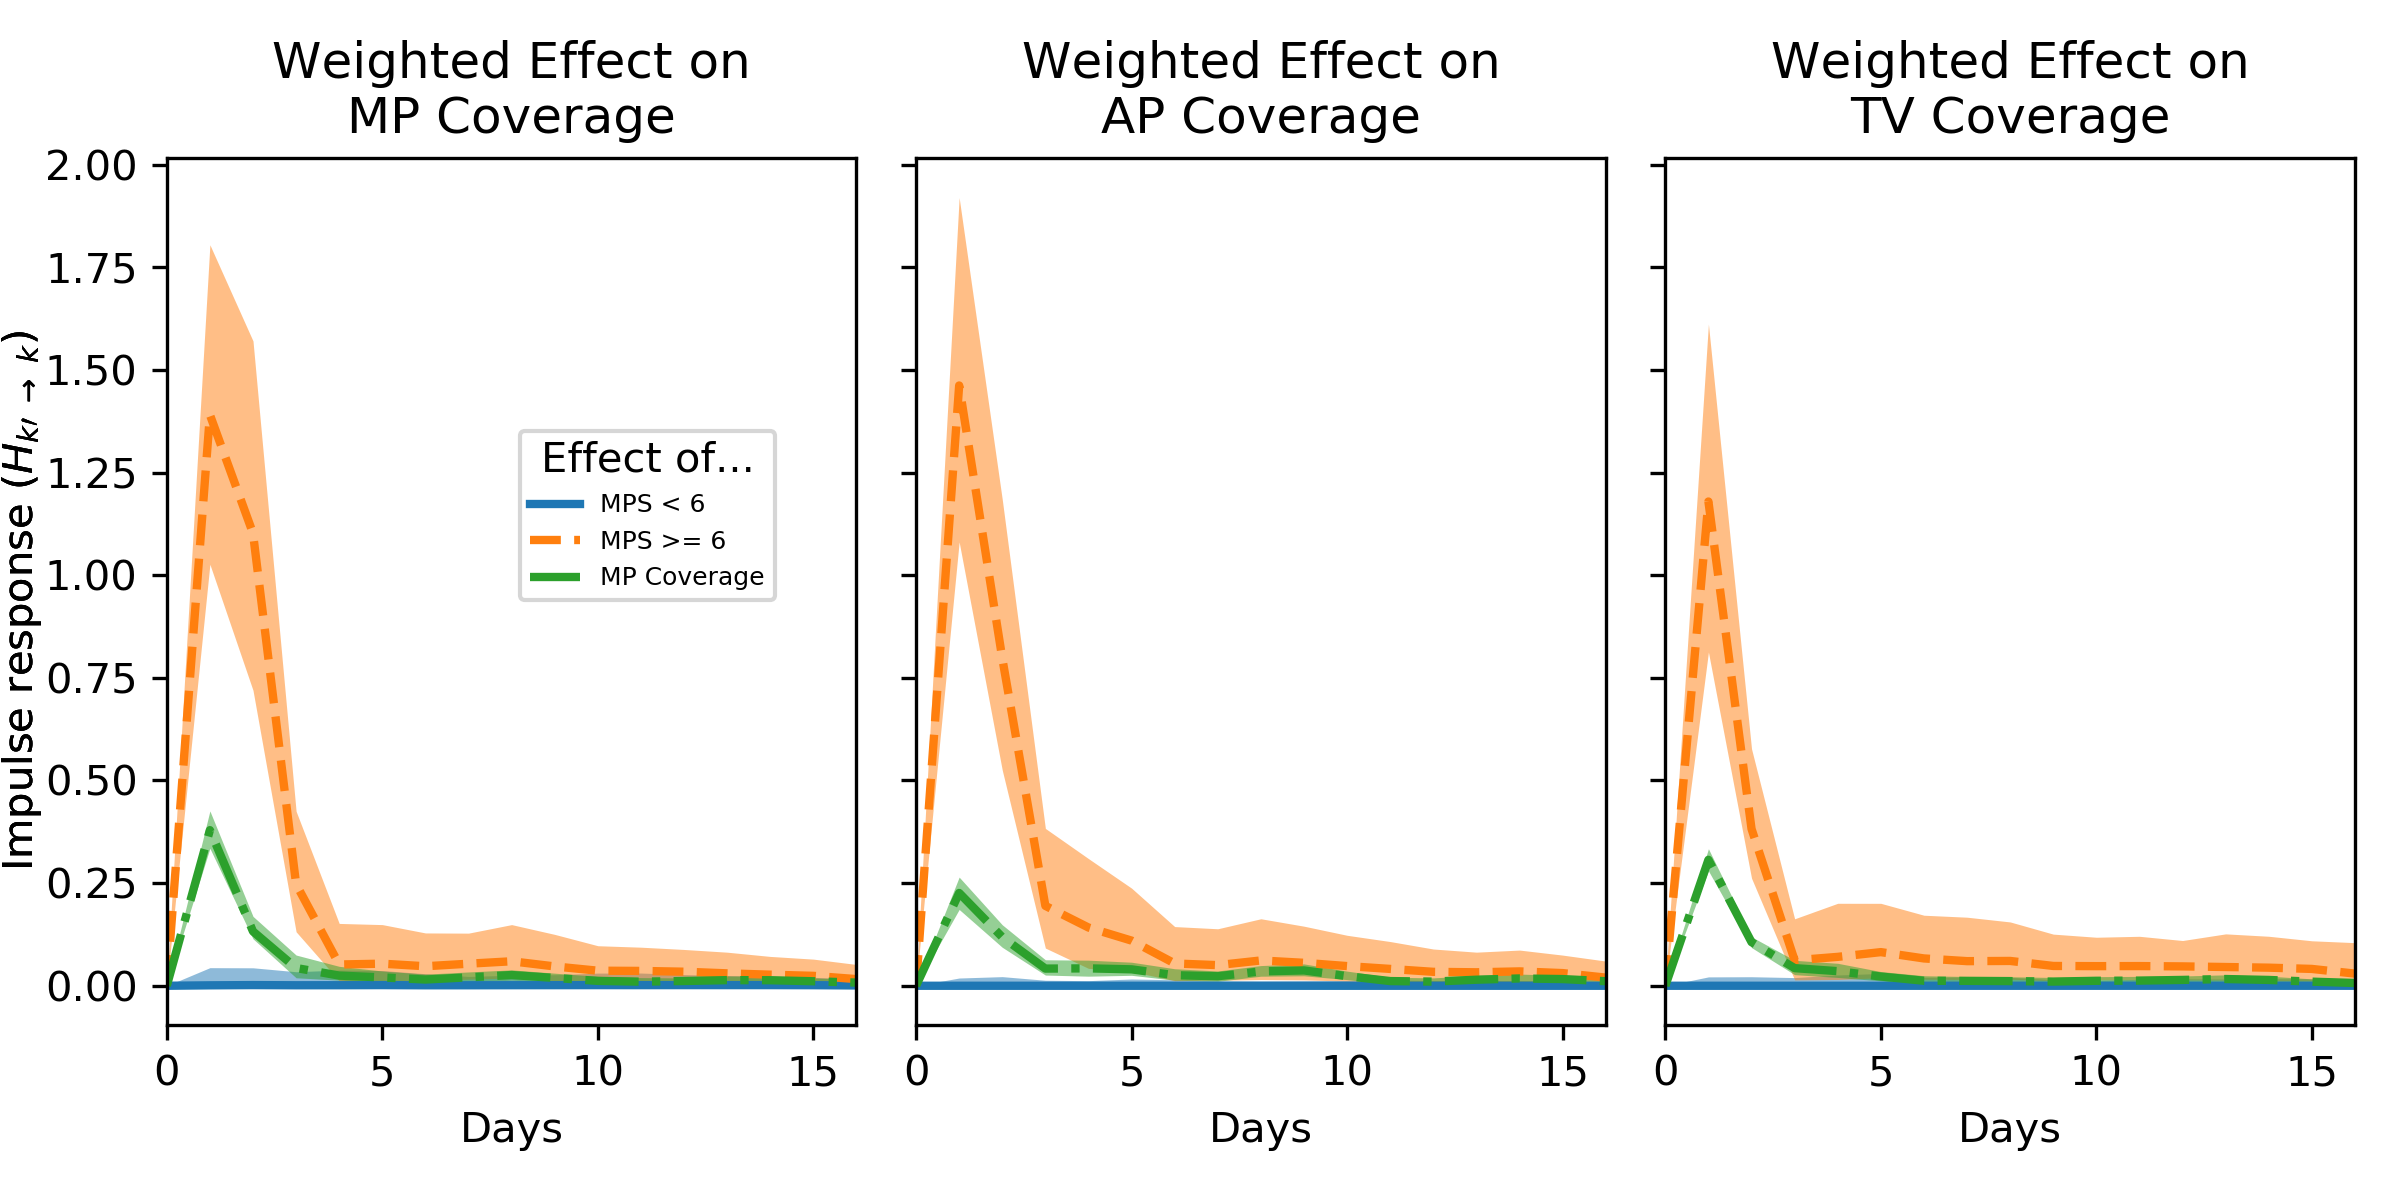 Weighted Effect on
MP Coverage
Weighted Effect on
AP Coverage
Weighted Effect on
TV Coverage
Impulse response (H_{k′ → k})
2.00
1.75
1.50
1.25
1.00
0.75
0.50
0.25
0.00
Effect of...
MPS < 6
MPS >= 6
MP Coverage
0 5 10 15
0 5 10 15
0 5 10 15
Days
Days
Days